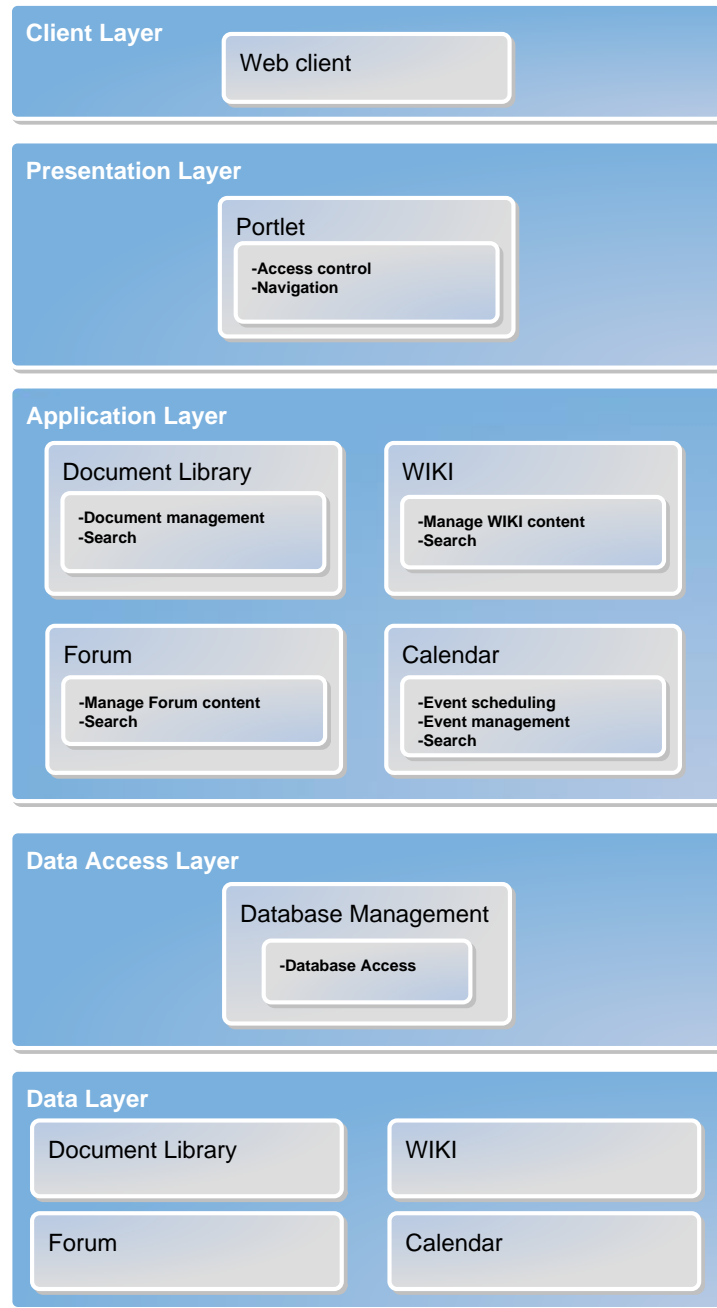 Client Layer
Web client
Presentation Layer
Portlet
-Access control
-Navigation
Application Layer
Document Library
-Document management
-Search
WIKI
-Manage WIKI content
-Search
Forum
-Manage Forum content
-Search
Calendar
-Event scheduling
-Event management
-Search
Data Access Layer
Database Management
-Database Access
Data Layer
Document Library
WIKI
Forum
Calendar